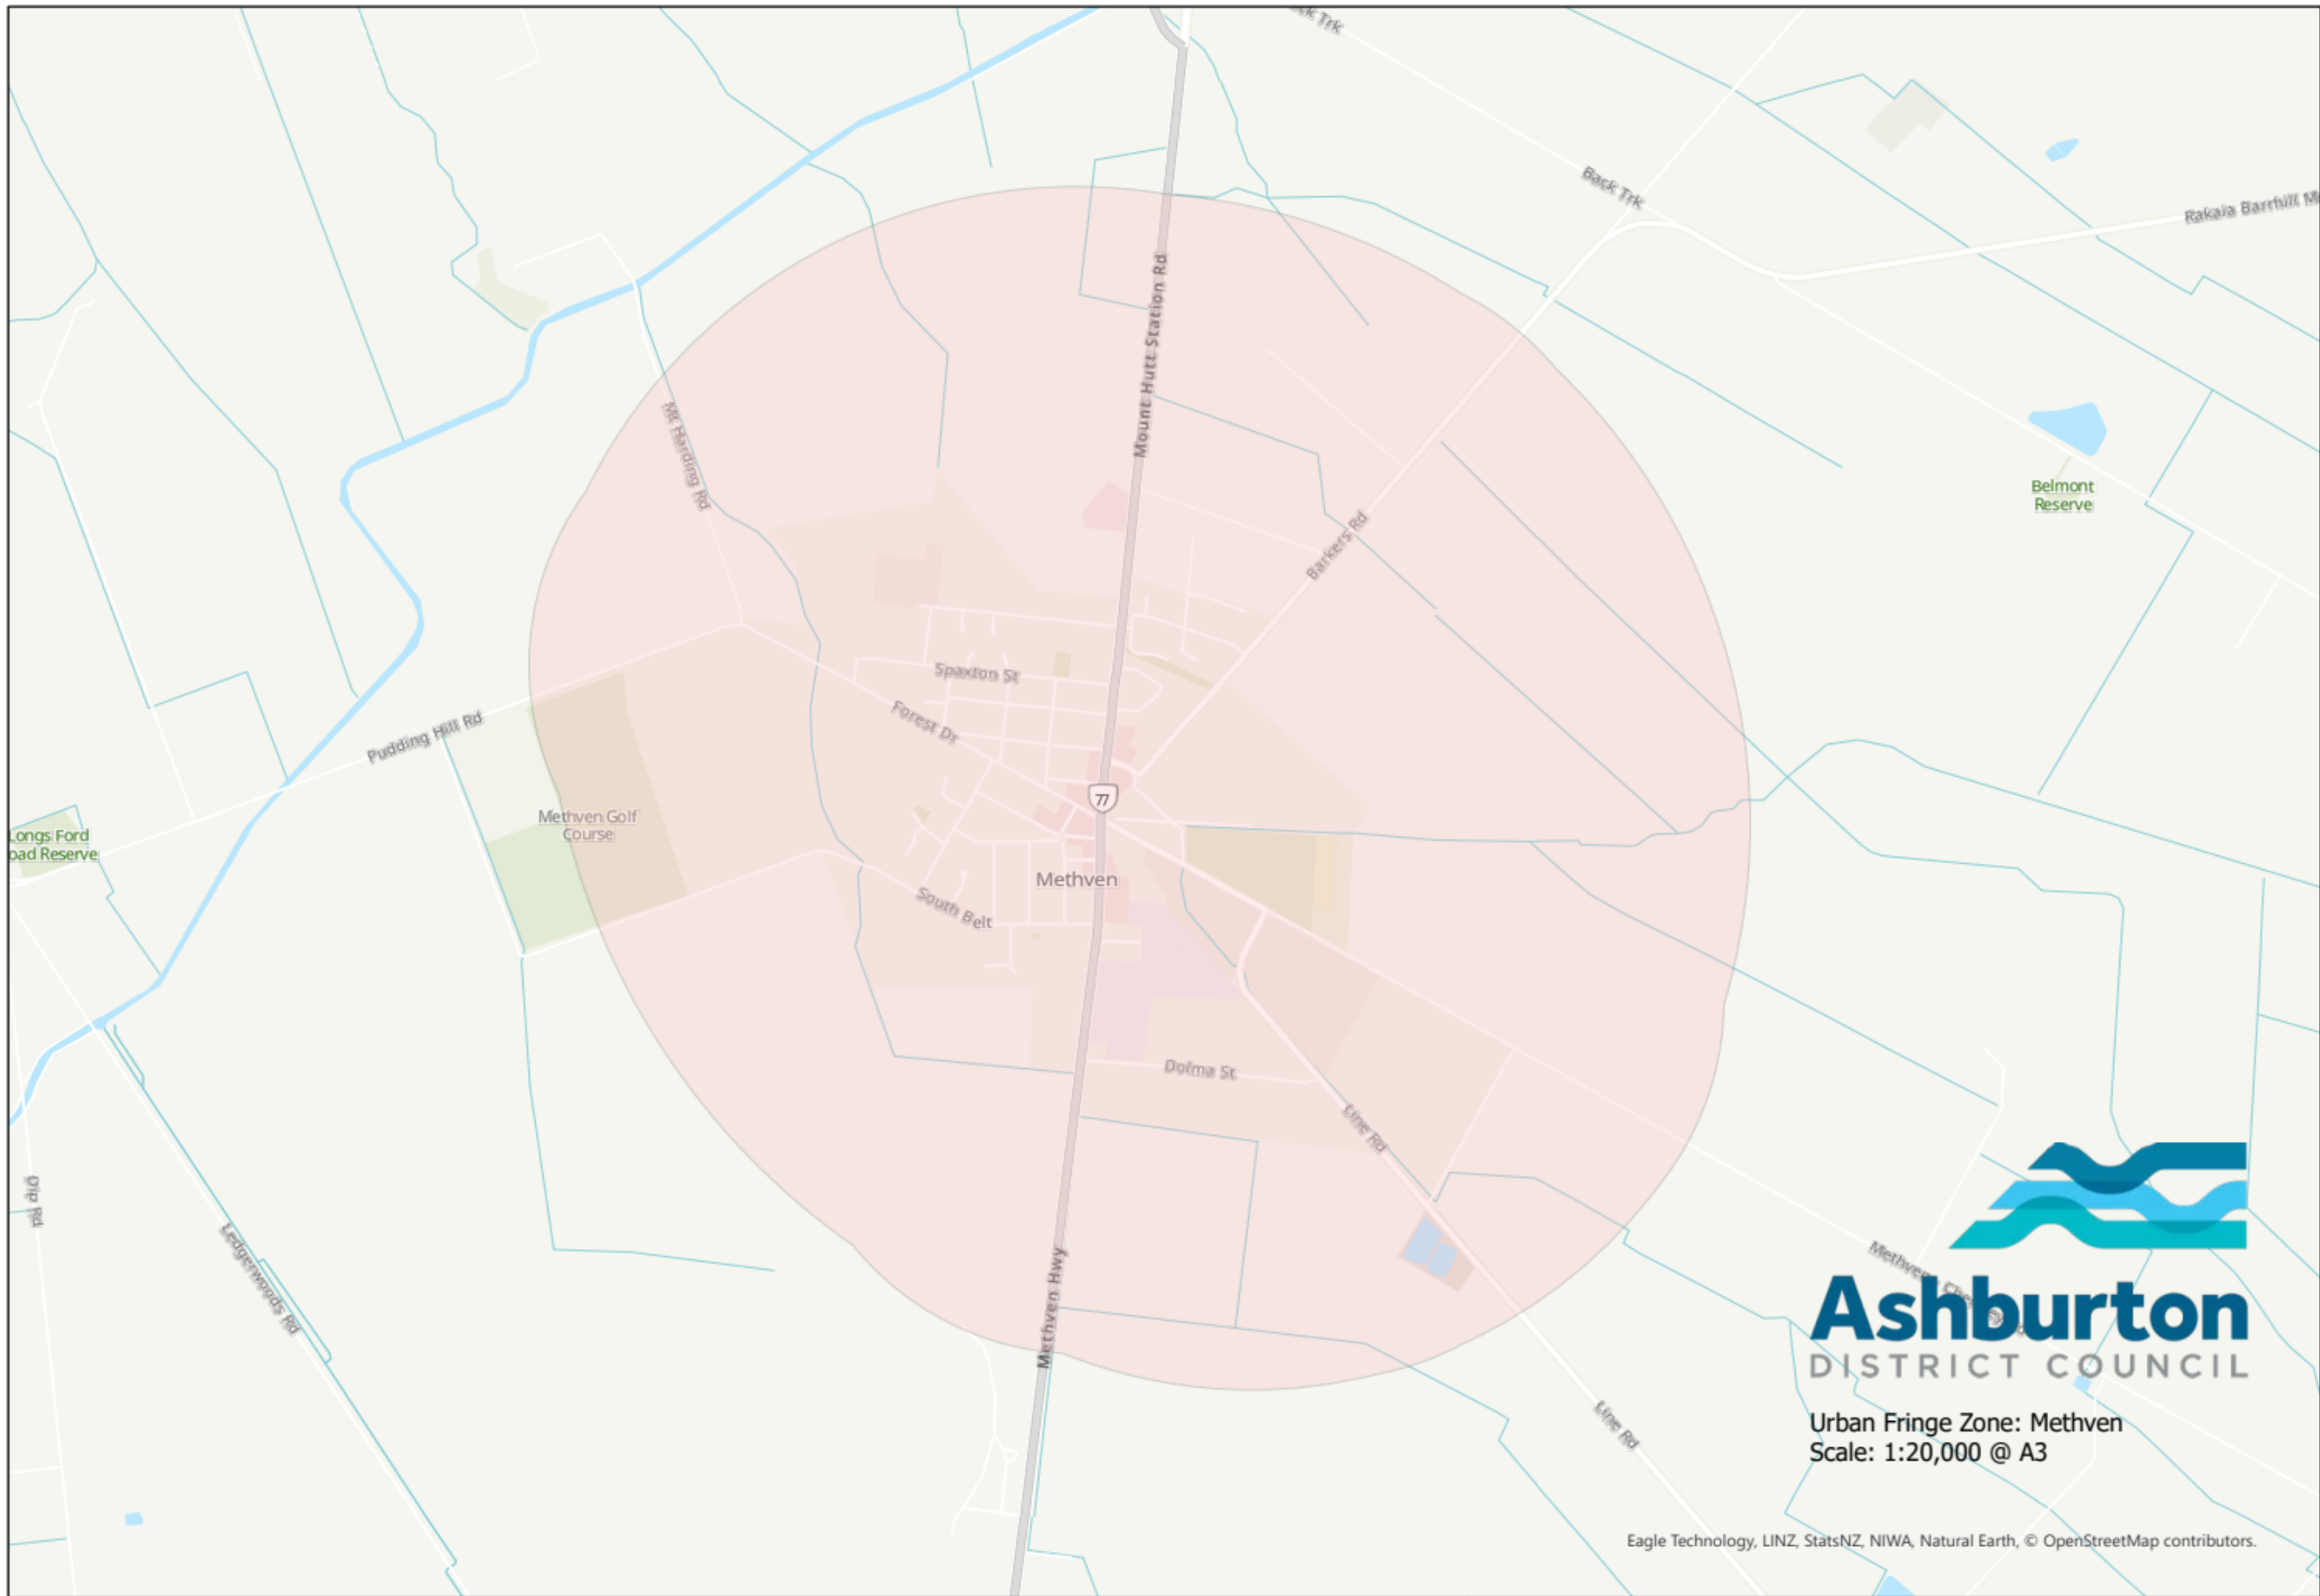 Back Trk
Rakaia Barrhill
Mount Hutt Station Rd
Mt Harding Rd
Belmont
Reserve
Barkers Rd
Spaxton St
Forest Dr
Pudding Hill Rd
77
Methven Golf
Course
Longs Ford
oad Reserve
Methven
South Belt
Dolma St
Line Rd
Dip Rd
Ledgerwoods Rd
Methven Hwy
Methven
Line Rd
Ashburton
DISTRICT COUNCIL
Urban Fringe Zone: Methven
Scale: 1:20,000 @ A3
Eagle Technology, LINZ, StatsNZ, NIWA, Natural Earth, © OpenStreetMap contributors.